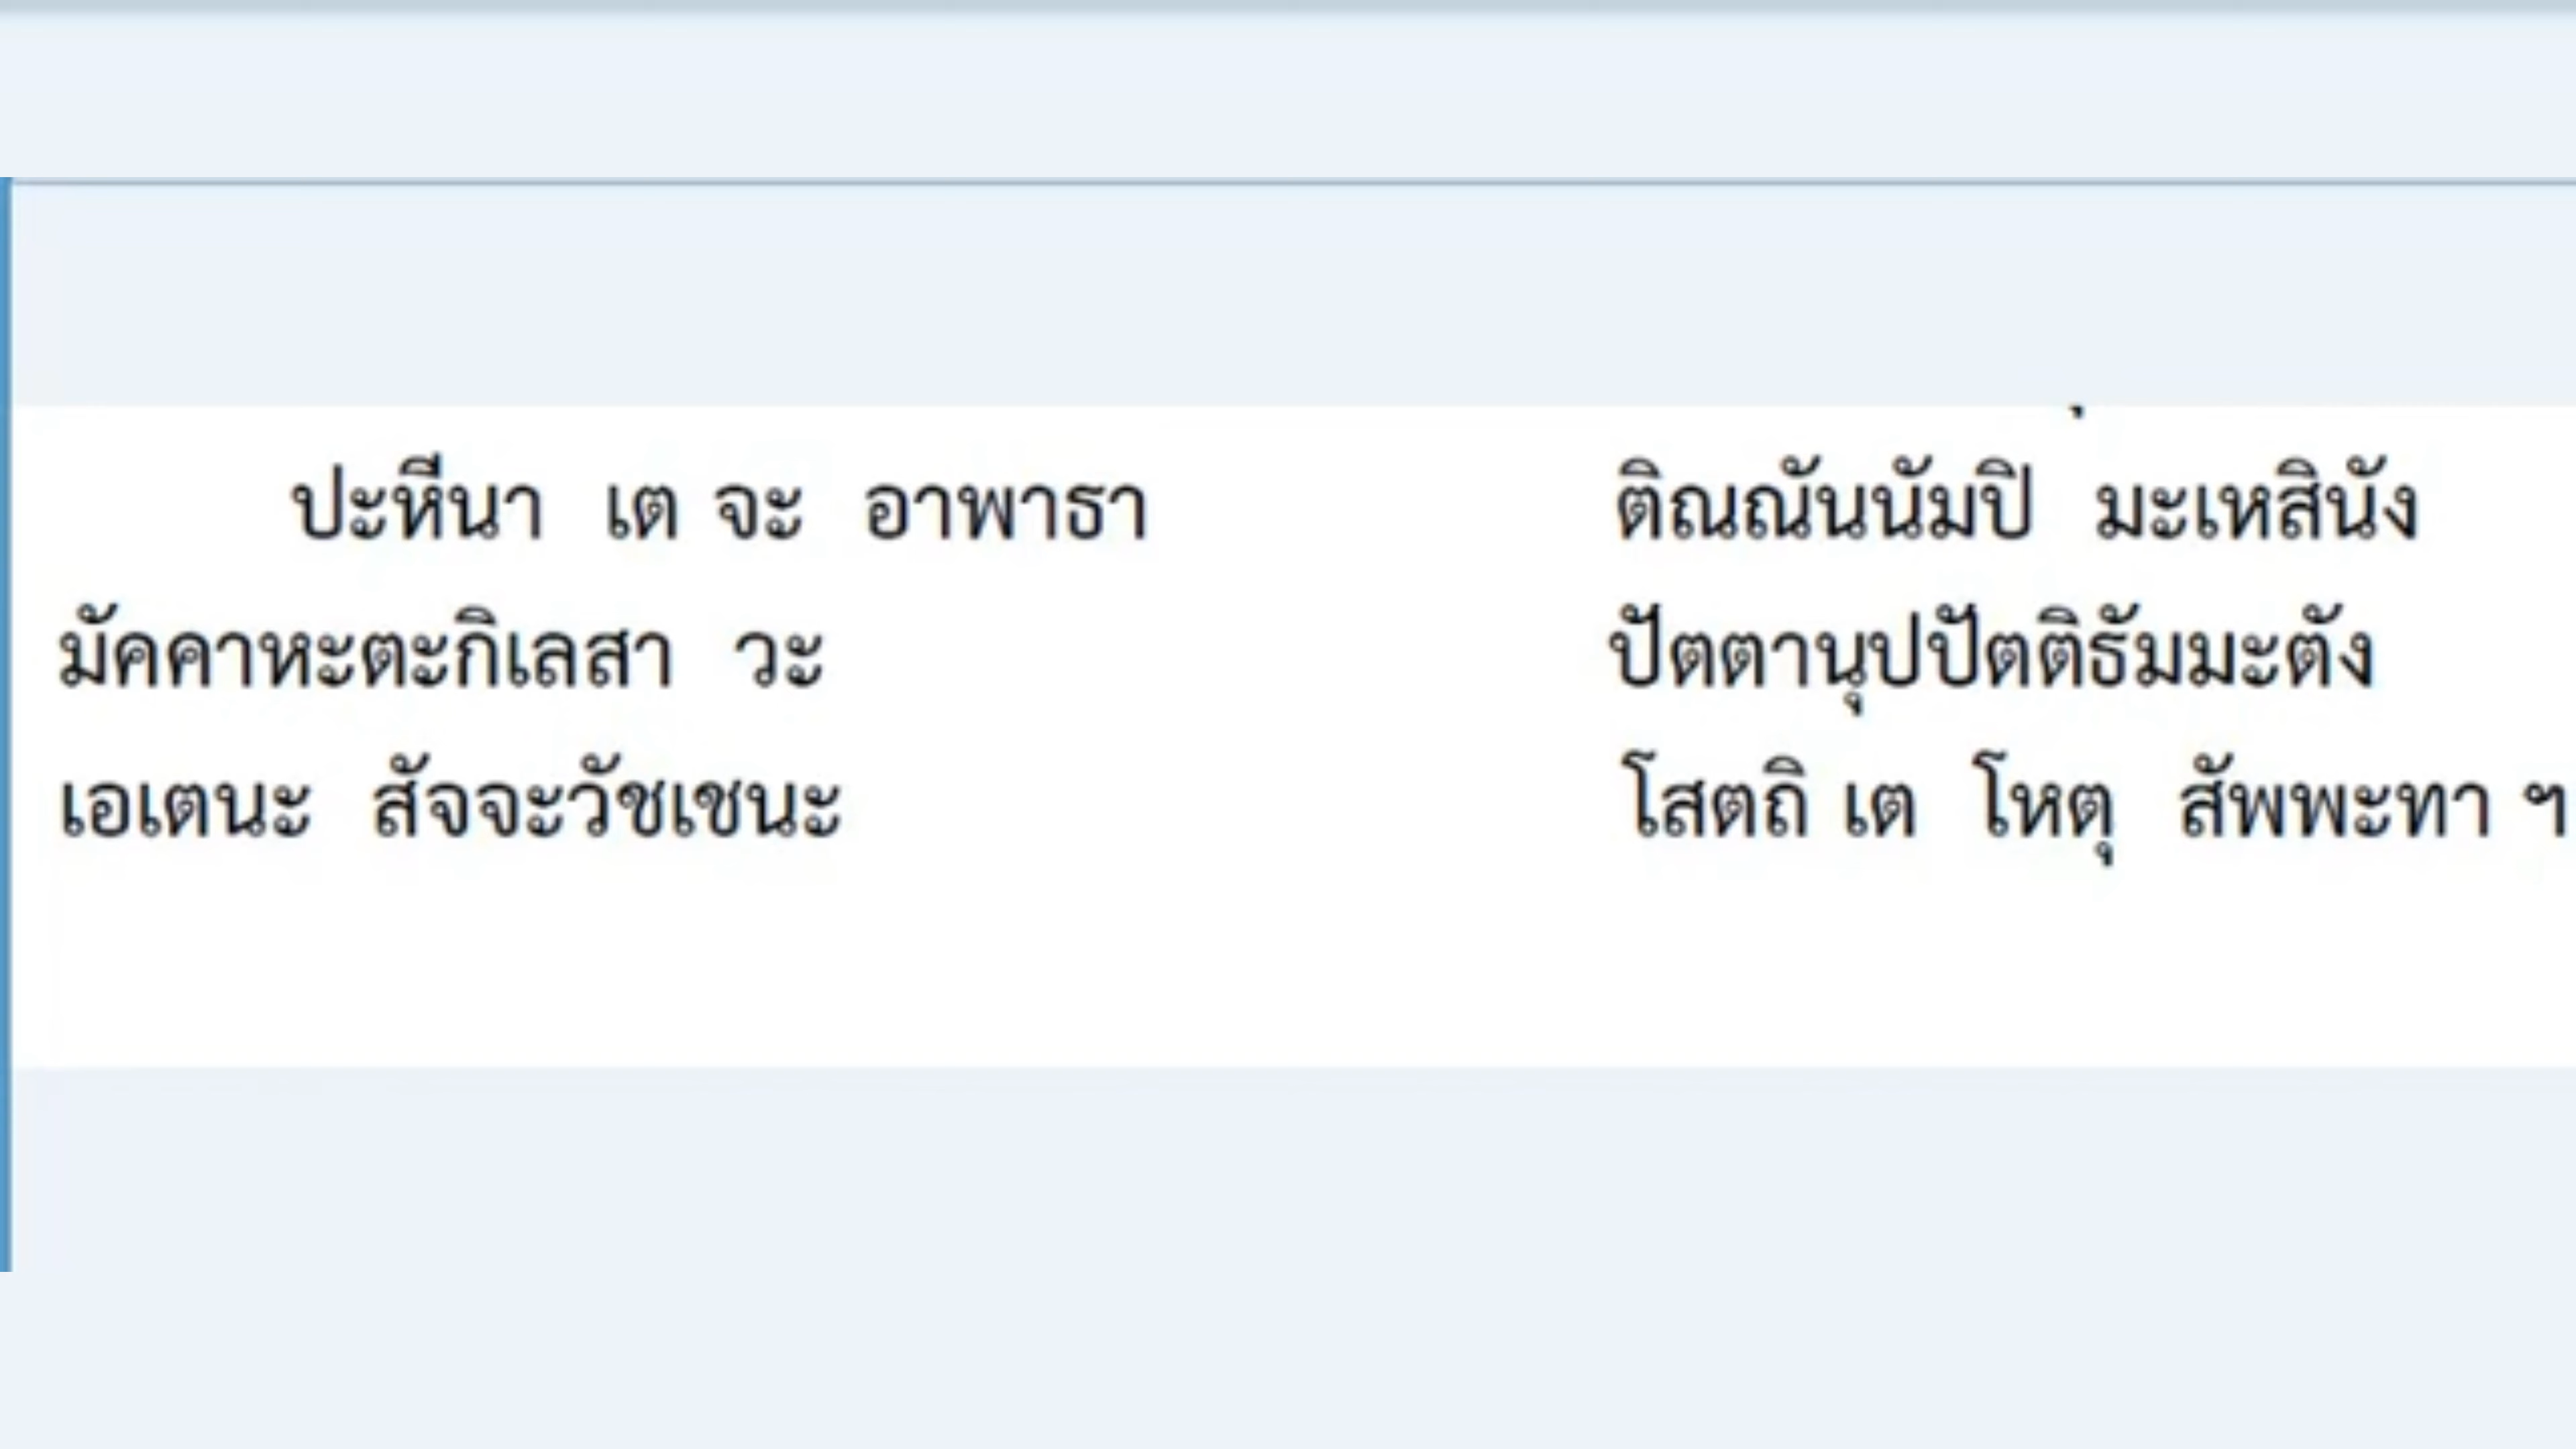 ปะหีนา เต จะ อาพาธา ติณณันนัมปิ มะเหสินัง
มัคคาหะตะกิเลสา วะ ปัตตานุปปัตติธัมมะตัง
เอเตนะ สัจจะวัชเชนะ โสตถิ เต โหตุ สัพพะทา ฯ